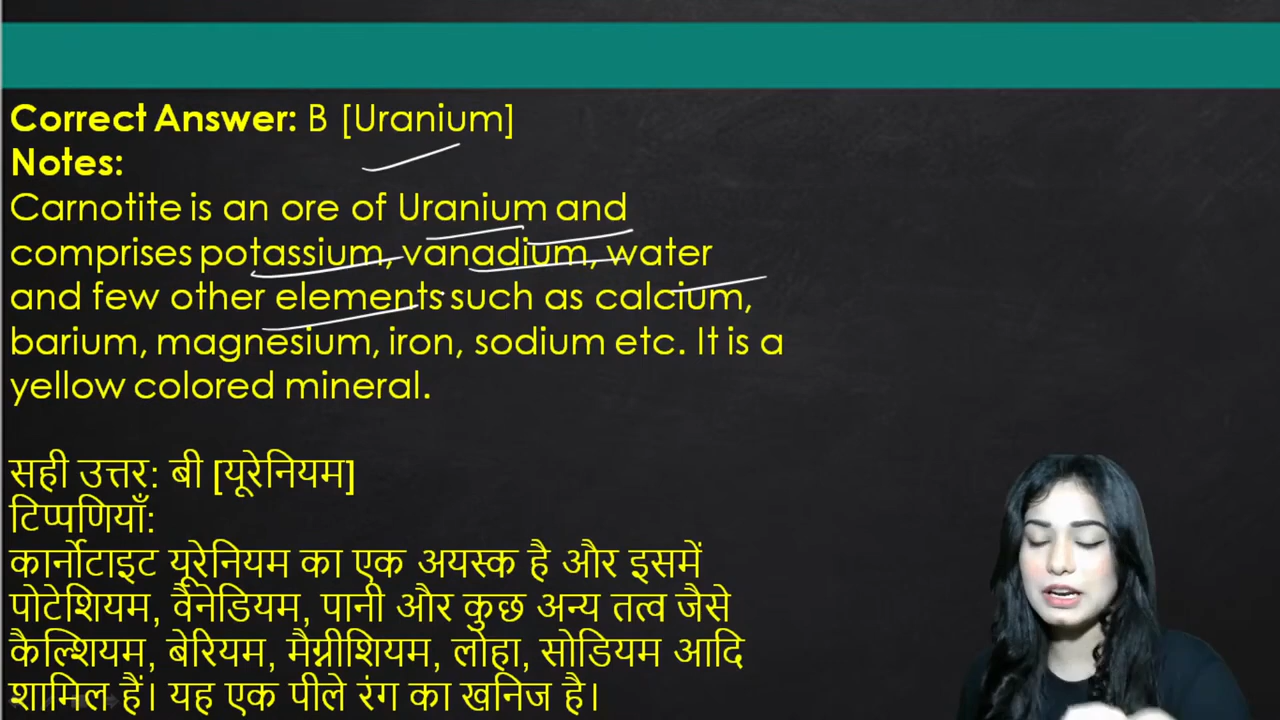 Correct Answer: B [Uranium]
Notes:
Carnotite is an ore of Uranium and
comprises potassium, vanadium, water
and few other elements such as calcium,
barium, magnesium, iron, sodium etc. It is a
yellow colored mineral.
सही उत्तर: बी [यूरेनियम]
टिप्पणियाँ:
कार्नोटाइट यूरेनियम का एक अयस्क है और इसमें
पोटेशियम, वैनेडियम, पानी और कुछ अन्य तत्व जैसे
कैल्शियम, बेरियम, मैग्नीशियम, लोहा, सोडियम आदि
शामिल हैं। यह एक पीले रंग का खनिज है।